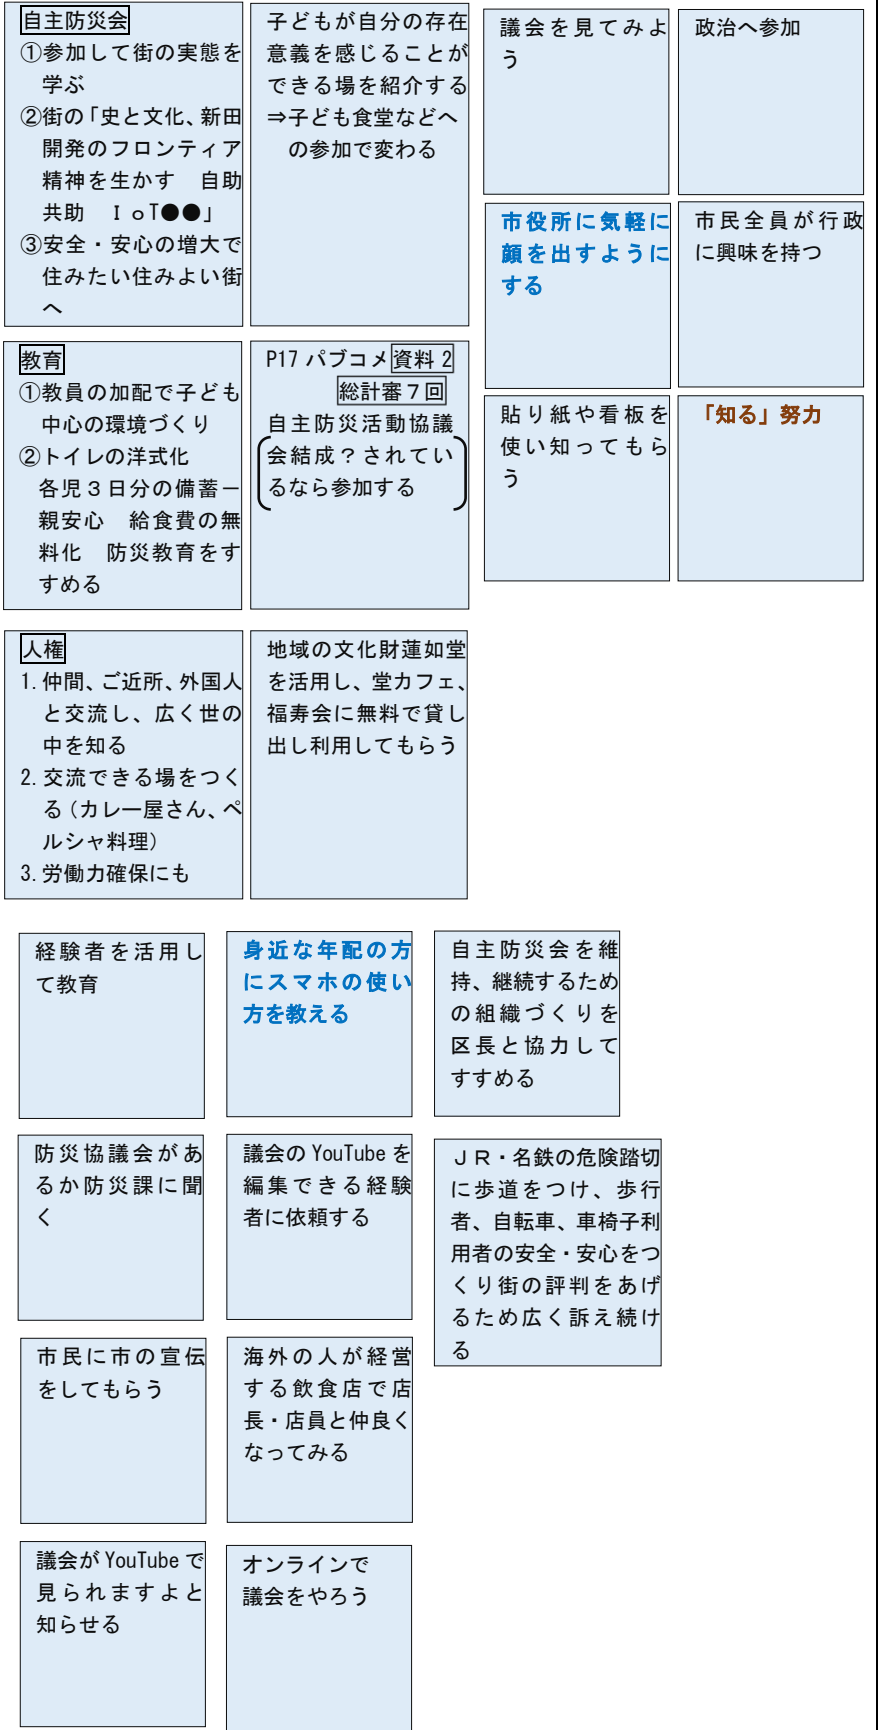 自主防災会
①参加して街の実態を
学ぶ
②街の「史と文化、新田
開発のフロンティア
精神を生かす　自助
共助　ＩｏT●●」
③安全・安心の増大で
住みたい住みよい街
へ
子どもが自分の存在
意義を感じることが
できる場を紹介する
⇒子ども食堂などへ
の参加で変わる
議会を見てみよ
う
政治へ参加
市役所に気軽に
顔を出すように
する
市民全員が行政
に興味を持つ
教育
①教員の加配で子ども
中心の環境づくり
②トイレの洋式化
各児３日分の備蓄－
親安心　給食費の無
料化　防災教育をす
すめる
P17 パブコメ資料 2
総計審７回
自主防災活動協議
会結成？されてい
るなら参加する
貼り紙や看板を
使い知ってもら
う
「知る」努力
人権
1. 仲間、ご近所、外国人
と交流し、広く世の
中を知る
2. 交流できる場をつく
る（カレー屋さん、ペ
ルシャ料理）
3. 労働力確保にも
地域の文化財蓮如堂
を活用し、堂カフェ、
福寿会に無料で貸し
出し利用してもらう
経験者を活用し
て教育
身近な年配の方
にスマホの使い
方を教える
自主防災会を維
持、継続するため
の組織づくりを
区長と協力して
すすめる
防災協議会があ
るか防災課に聞
く
議会の YouTube を
編集できる経験
者に依頼する
ＪＲ・名鉄の危険踏切
に歩道をつけ、歩行
者、自転車、車椅子利
用者の安全・安心をつ
くり街の評判をあげ
るため広く訴え続け
る
市民に市の宣伝
をしてもらう
海外の人が経営
する飲食店で店
長・店員と仲良く
なってみる
議会が YouTube で
見られますよと
知らせる
オンラインで
議会をやろう